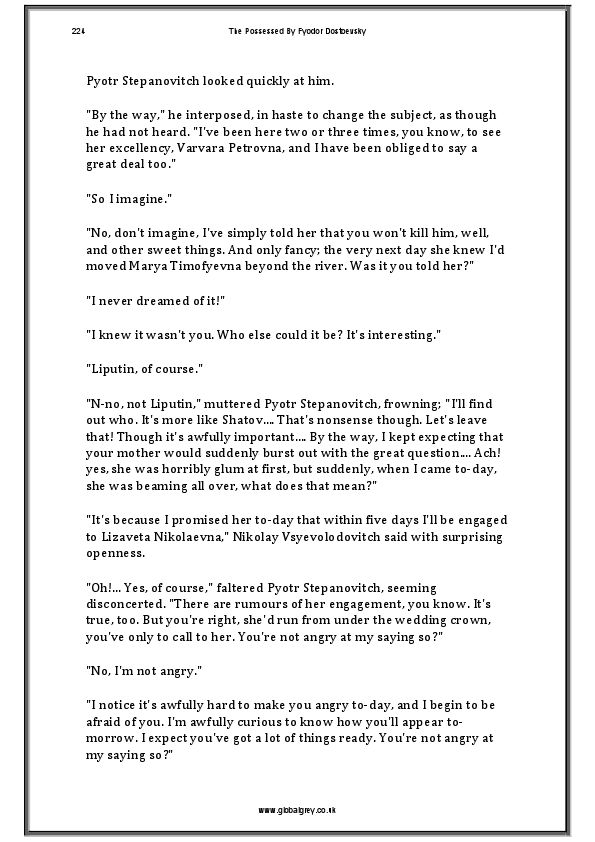 224
The Possessed By Fyodor Dostoevsky
Pyotr Stepanovitch looked quickly at him.
"By the way," he interposed, in haste to change the subject, as though
he had not heard. "I've been here two or three times, you know, to see
her excellency, Varvara Petrovna, and I have been obliged to say a
great deal too."
"So I imagine."
"No, don't imagine, I've simply told her that you won't kill him, well,
and other sweet things. And only fancy; the very next day she knew I'd
moved Marya Timofyevna beyond the river. Was it you told her?"
"I never dreamed of it!"
"I knew it wasn't you. Who else could it be? It's interesting."
"Liputin, of course."
"N-no, not Liputin," muttered Pyotr Stepanovitch, frowning; "I'll find
out who. It's more like Shatov.... That's nonsense though. Let's leave
that! Though it's awfully important.... By the way, I kept expecting that
your mother would suddenly burst out with the great question.... Ach!
yes, she was horribly glum at first, but suddenly, when I came to-day,
she was beaming all over, what does that mean?"
"It's because I promised her to-day that within five days I'll be engaged
to Lizaveta Nikolaevna," Nikolay Vsyevolodovitch said with surprising
openness.
"Oh!... Yes, of course," faltered Pyotr Stepanovitch, seeming
disconcerted. "There are rumours of her engagement, you know. It's
true, too. But you're right, she'd run from under the wedding crown,
you've only to call to her. You're not angry at my saying so?"
"No, I'm not angry."
"I notice it's awfully hard to make you angry to-day, and I begin to be
afraid of you. I'm awfully curious to know how you'll appear to-
morrow. I expect you've got a lot of things ready. You're not angry at
my saying so?"
www.globalgrey.co.uk